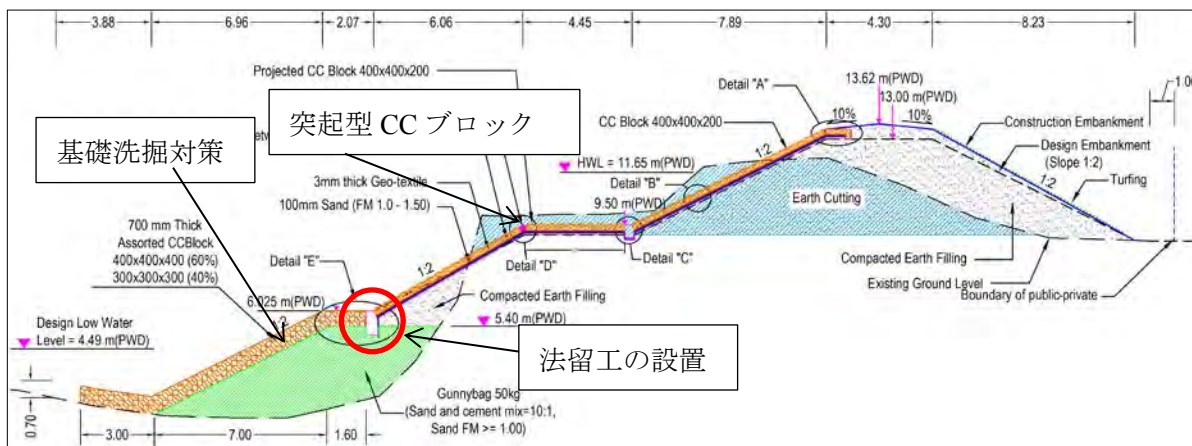 3.88
6.96
2.07
6.06
4.45
7.89
4.30
8.23
1.00
Projected CC Block 400x400x200
Detail "A"
13.62 m(PWD)
13.00 m(PWD)
10%
10%
突起型 CC ブロック
CC Block 400x400x200
Construction Embankment
Design Embankment
(Slope 1:2)
基礎洗掘対策
1:2
HWL = 11.65 m(PWD)
1:2
Turfing
3mm thick Geo-textile
Detail "B"
100mm Sand (FM 1.0 - 1.50)
9.50 m(PWD)
Earth Cutting
700 mm Thick
Assorted CCBlock
400x400x400 (60%)
300x300x300 (40%)
1:2
Detail "E"
Detail "D"
Detail "C"
Compacted Earth Filling
Existing Ground Level
Boundary of public-private
6.025 m(PWD)
Compacted Earth Filling
Design Low Water
Level = 4.49 m(PWD)
5.40 m(PWD)
法留工の設置
Gunnybag 50kg
(Sand and cement mix=10:1,
Sand FM >= 1.00)
0.70
3.00
7.00
1.60